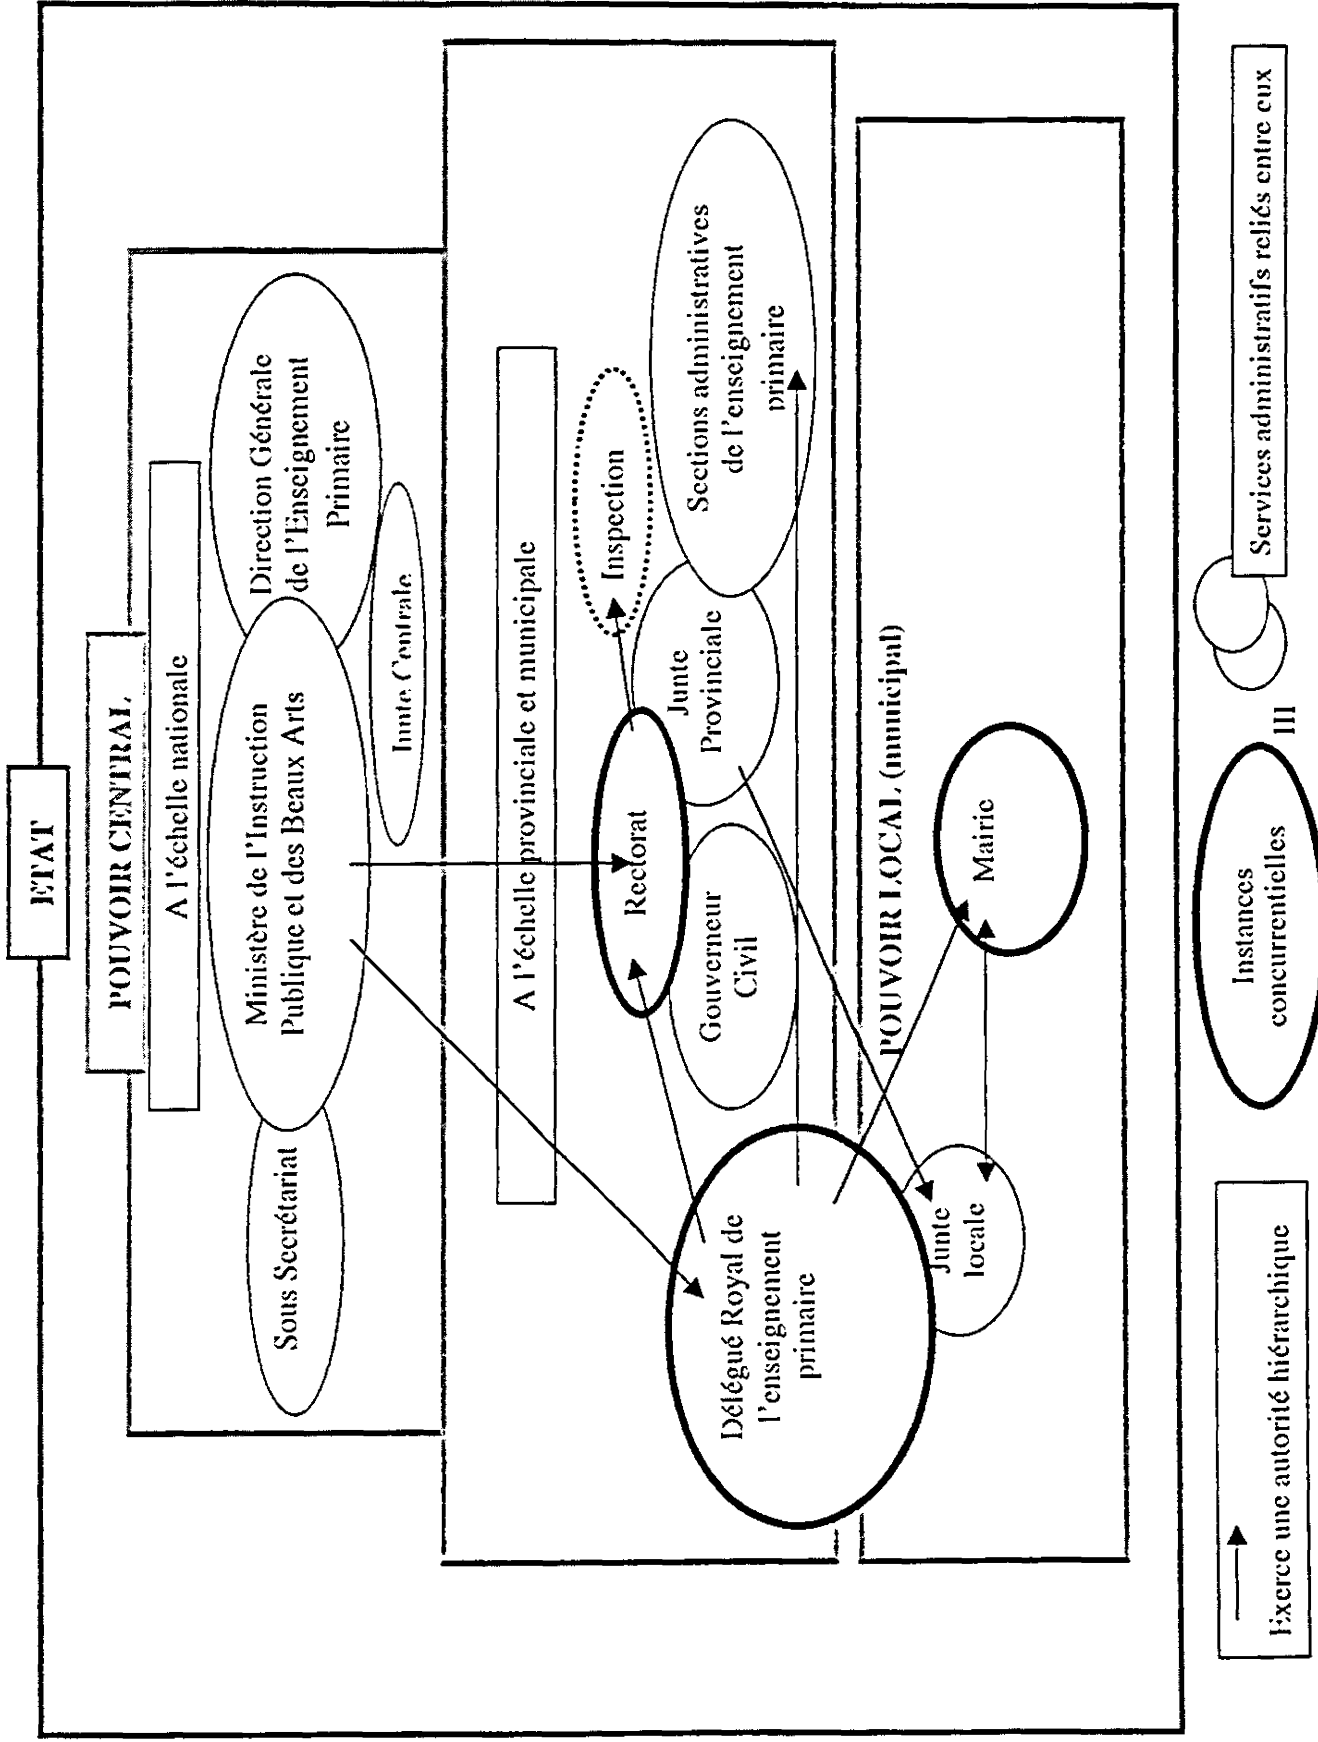 ETAT
POUVOIR CENTRAL
A l'échelle nationale
Sous Secrétariat
Ministère de l'Instruction
Publique et des Beaux Arts
Direction Générale
de l'Enseignement
Primaire
Junte Centrale
A l'échelle provinciale et municipale
Rectorat
Inspection
Gouverneur
Civil
Junte
Provinciale
Sections administratives
de l'enseignement
primaire
Délégué Royal de
l'enseignement
primaire
POUVOIR LOCAL (municipal)
Junte
locale
Mairie
Exerce une autorité hiérarchique
Instances
concurrentielles
III
Services administratifs reliés entre eux